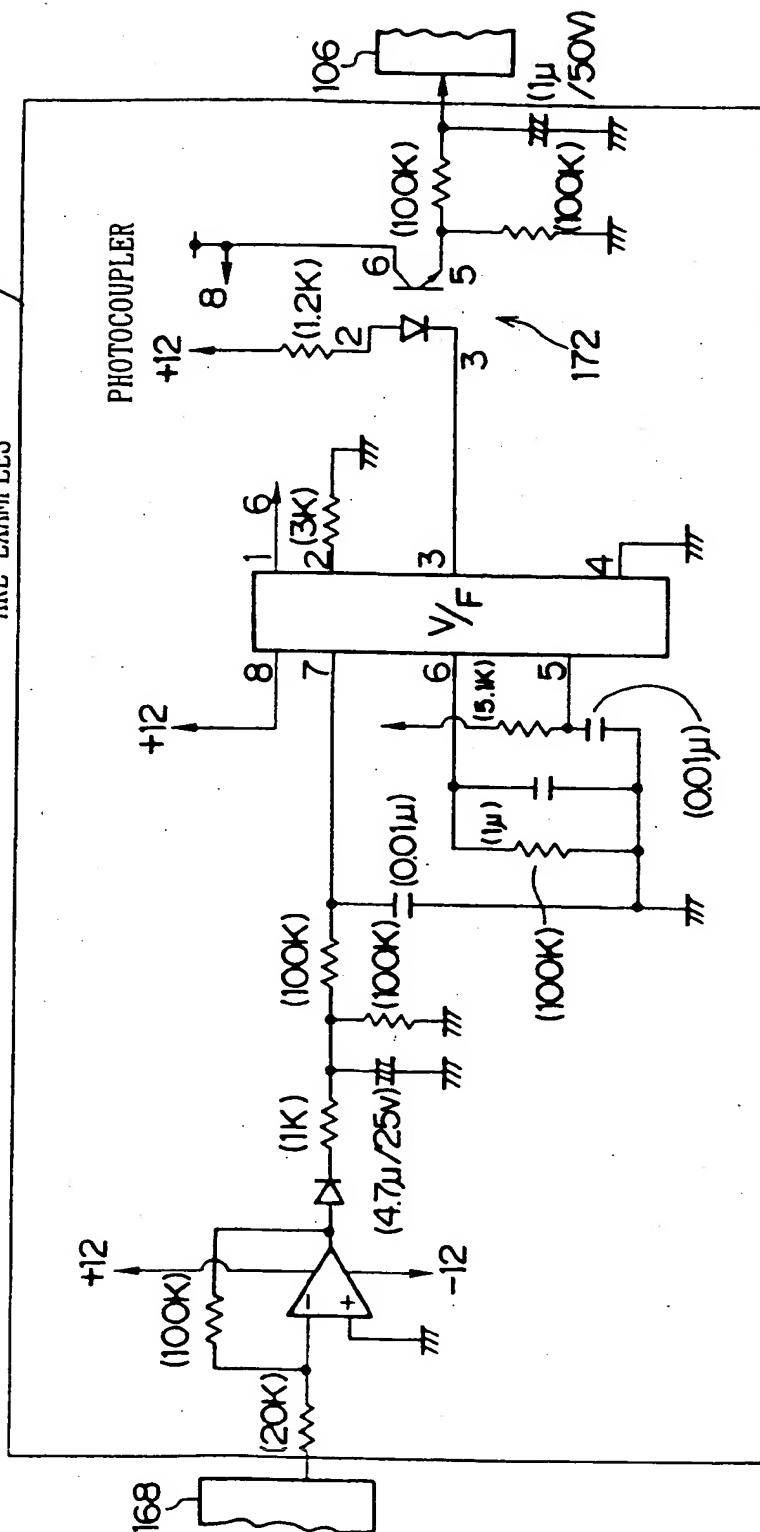 ARE EXAMPLES
168
(20K)
(100K)
+12
-
+
-12
(1K)
(4.7μ/25V)
(100K)
(100K)
(0.01μ)
(100K)
(1μ)
(5.1K)
(0.01μ)
+12
8
7
6
5
V/F
1
2
3
4
6
(3K)
PHOTOCOUPLER
+12
(1.2K)
2
3
8
6
5
172
(100K)
(100K)
106
(1μ
/50V)